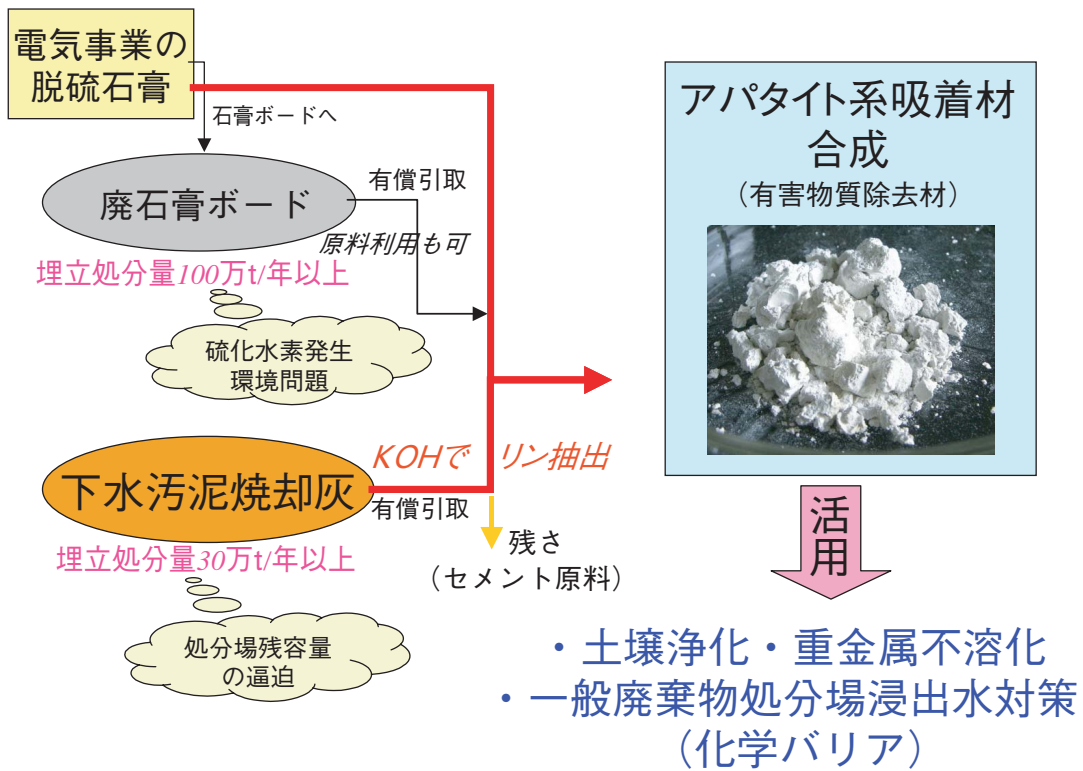 電気事業の
脱硫石膏
石膏ボードへ
廃石膏ボード
有償引取
原料利用も可
埋立処分量100万t/年以上
硫化水素発生
環境問題
KOHで リン抽出
下水汚泥焼却灰
有償引取
埋立処分量30万t/年以上
残さ
（セメント原料）
処分場残容量
の逼迫
アパタイト系吸着材
合成
（有害物質除去材）
活用
・土壌浄化・重金属不溶化
・一般廃棄物処分場浸出水対策
（化学バリア）